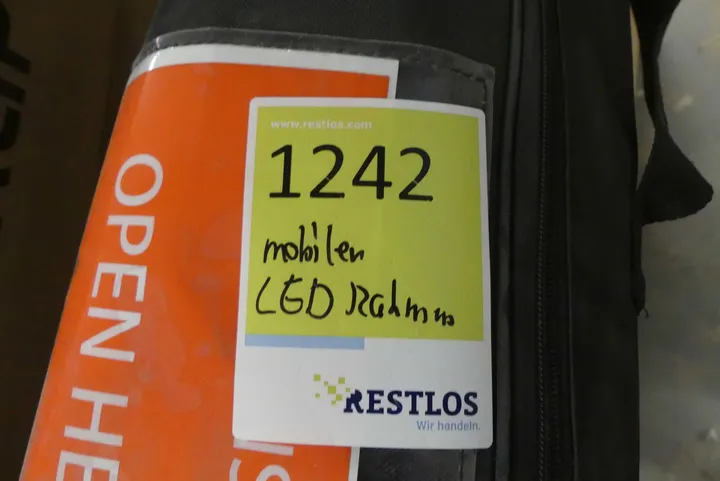 www.restlos.com
1242
mobilen
LED Rahmen
RESTLOS
Wir handeln.
OPEN HE